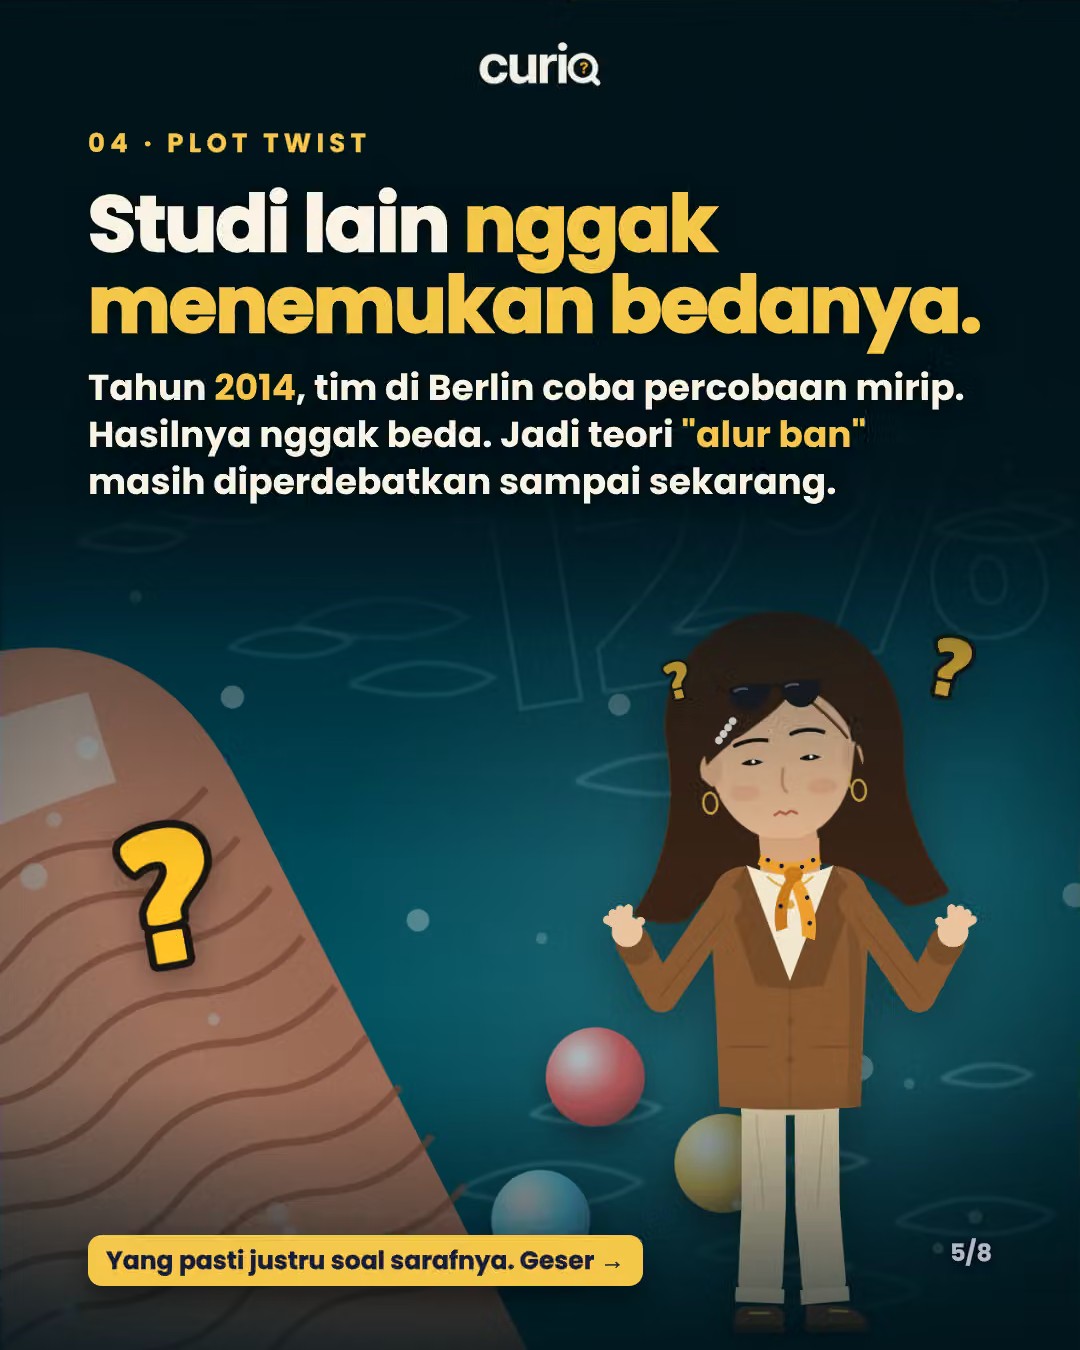 curiQ
04 · PLOT TWIST
Studi lain nggak
menemukan bedanya.
Tahun 2014, tim di Berlin coba percobaan mirip.
Hasilnya nggak beda. Jadi teori "alur ban"
masih diperdebatkan sampai sekarang.
12%
?
?
?
Yang pasti justru soal sarafnya. Geser →
5/8